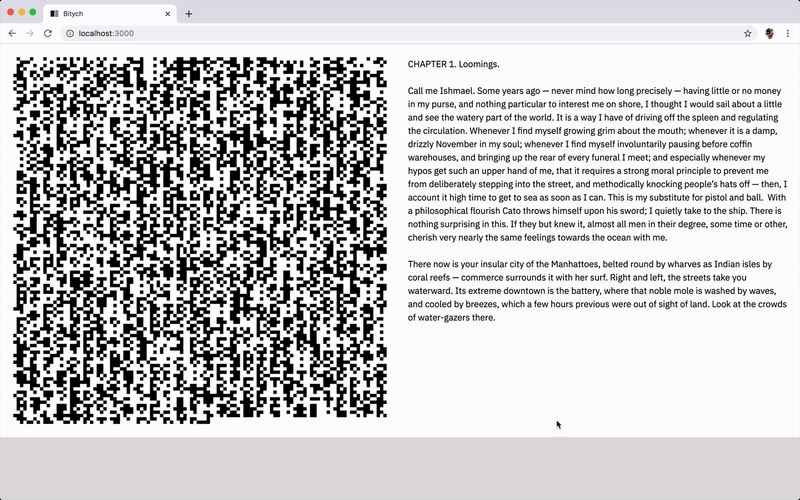 Bitych
localhost:3000
CHAPTER 1. Loomings.
Call me Ishmael. Some years ago — never mind how long precisely — having little or no money
in my purse, and nothing particular to interest me on shore, I thought I would sail about a little
and see the watery part of the world. It is a way I have of driving off the spleen and regulating
the circulation. Whenever I find myself growing grim about the mouth; whenever it is a damp,
drizzly November in my soul; whenever I find myself involuntarily pausing before coffin
warehouses, and bringing up the rear of every funeral I meet; and especially whenever my
hypos get such an upper hand of me, that it requires a strong moral principle to prevent me
from deliberately stepping into the street, and methodically knocking people’s hats off — then, I
account it high time to get to sea as soon as I can. This is my substitute for pistol and ball.  With
a philosophical flourish Cato throws himself upon his sword; I quietly take to the ship. There is
nothing surprising in this. If they but knew it, almost all men in their degree, some time or other,
cherish very nearly the same feelings towards the ocean with me.
There now is your insular city of the Manhattoes, belted round by wharves as Indian isles by
coral reefs — commerce surrounds it with her surf. Right and left, the streets take you
waterward. Its extreme downtown is the battery, where that noble mole is washed by waves,
and cooled by breezes, which a few hours previous were out of sight of land. Look at the crowds
of water-gazers there.